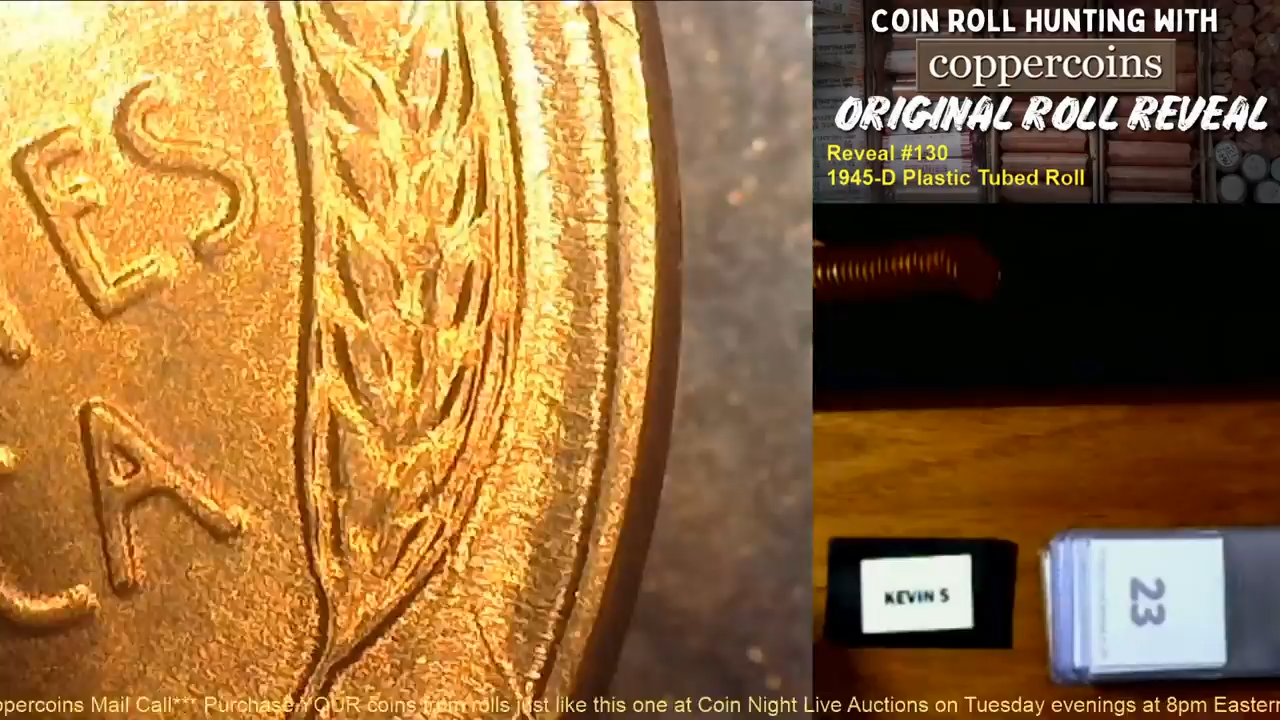 COIN ROLL HUNTING WITH
coppercoins
ORIGINAL ROLL REVEAL
Reveal #130
1945-D Plastic Tubed Roll
ES
A
KEVIN S
23
ppercoins Mail Call*** Purchase YOUR coins from rolls just like this one at Coin Night Live Auctions on Tuesday evenings at 8pm Eastern